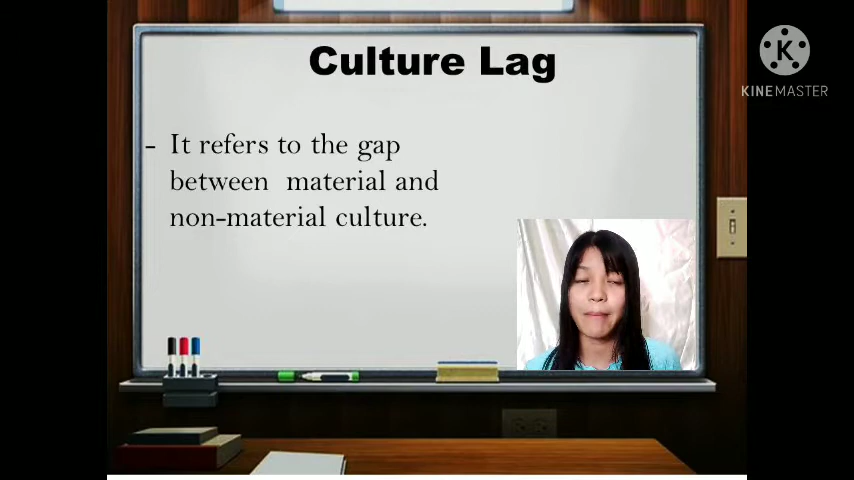 Culture Lag
- It refers to the gap
between material and
non-material culture.
K
KINEMASTER